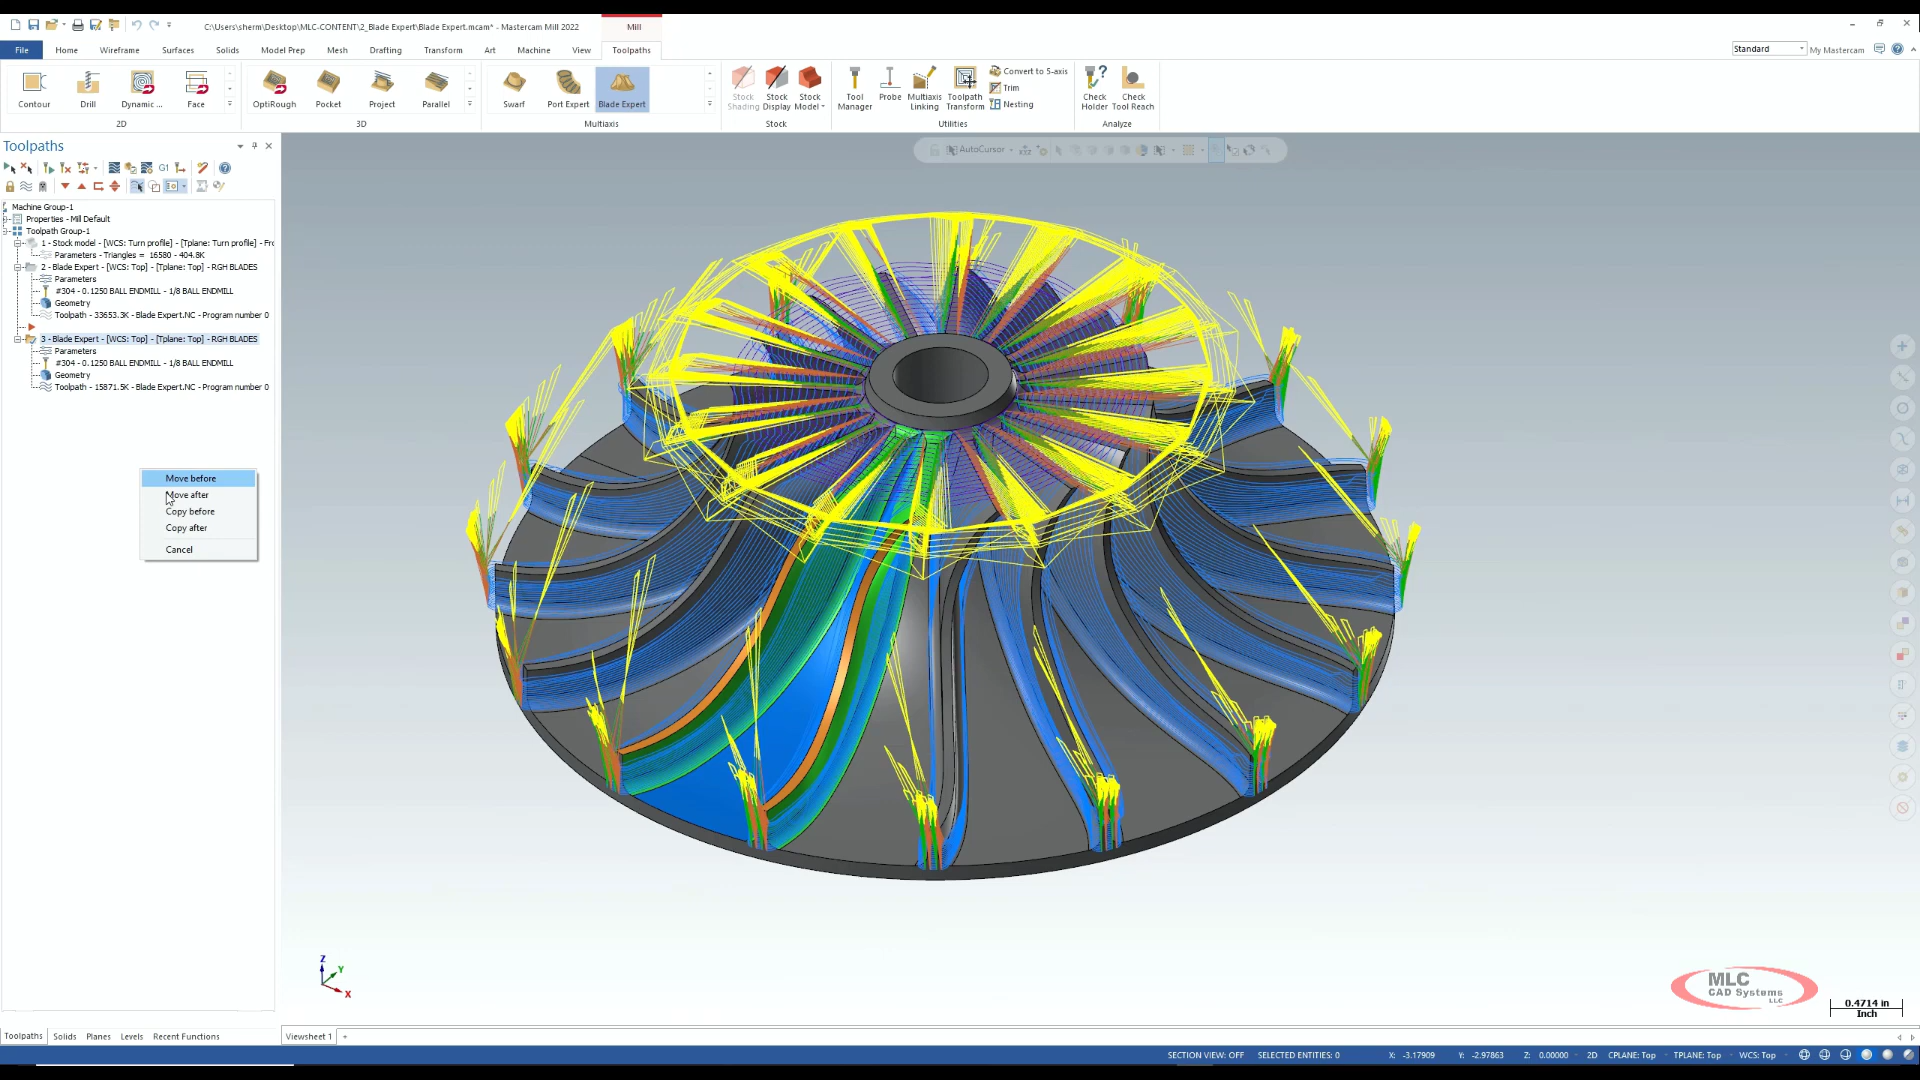 C:\Users\sherm\Desktop\MLC-CONTENT\2_Blade Expert\Blade Expert.mcam* - Mastercam Mill 2022
Mill
File Home Wireframe Surfaces Solids Model Prep Mesh Drafting Transform Art Machine View Toolpaths
Standard My Mastercam
Contour Drill Dynamic ... Face
2D
OptiRough Pocket Project Parallel
3D
Swarf Port Expert Blade Expert
Multiaxis
Stock Shading Stock Display Stock Model
Stock
Tool Manager Probe Multiaxis Linking Toolpath Transform
Convert to 5-axis
Trim
Nesting
Utilities
Check Holder Check Tool Reach
Analyze
AutoCursor
Toolpaths
G1
Machine Group-1
Properties - Mill Default
Toolpath Group-1
1 - Stock model - [WCS: Turn profile] - [Tplane: Turn profile] - Fro
Parameters - Triangles = 16580 - 404.8K
2 - Blade Expert - [WCS: Top] - [Tplane: Top] - RGH BLADES
Parameters
#304 - 0.1250 BALL ENDMILL - 1/8 BALL ENDMILL
Geometry
Toolpath - 33653.3K - Blade Expert.NC - Program number 0
3 - Blade Expert - [WCS: Top] - [Tplane: Top] - RGH BLADES
Parameters
#304 - 0.1250 BALL ENDMILL - 1/8 BALL ENDMILL
Geometry
Toolpath - 15871.5K - Blade Expert.NC - Program number 0
Move before
Move after
Copy before
Copy after
Cancel
Z
Y
X
MLC
CAD Systems
LLC
0.4714 in
Inch
Toolpaths Solids Planes Levels Recent Functions
Viewsheet 1 +
SECTION VIEW: OFF SELECTED ENTITIES: 0 X: -3.17909 Y: -2.97863 Z: 0.00000 2D CPLANE: Top TPLANE: Top WCS: Top